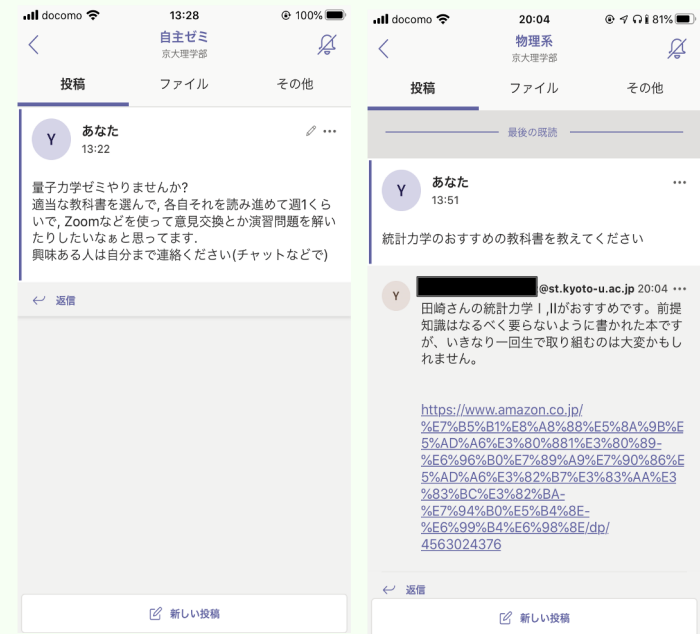 docomo 13:28 100%
自主ゼミ
京大理学部
投稿 ファイル その他
Y あなた
13:22
量子力学ゼミやりませんか?
適当な教科書を選んで, 各自それを読み進めて週1くら
いで, Zoomなどを使って意見交換とか演習問題を解い
たりしたいなぁと思ってます.
興味ある人は自分まで連絡ください(チャットなどで)
返信
新しい投稿
docomo 20:04 81%
物理系
京大理学部
投稿 ファイル その他
最後の既読
Y あなた
13:51
統計力学のおすすめの教科書を教えてください
Y @st.kyoto-u.ac.jp 20:04
田崎さんの統計力学Ⅰ,IIがおすすめです。前提
知識はなるべく要らないように書かれた本です
が、いきなり一回生で取り組むのは大変かもし
れません。
https://www.amazon.co.jp/
%E7%B5%B1%E8%A8%88%E5%8A%9B%E
5%AD%A6%E3%80%881%E3%80%89-
%E6%96%B0%E7%89%A9%E7%90%86%E
5%AD%A6%E3%82%B7%E3%83%AA%E3
%83%BC%E3%82%BA-
%E7%94%B0%E5%B4%8E-
%E6%99%B4%E6%98%8E/dp/
4563024376
返信
新しい投稿